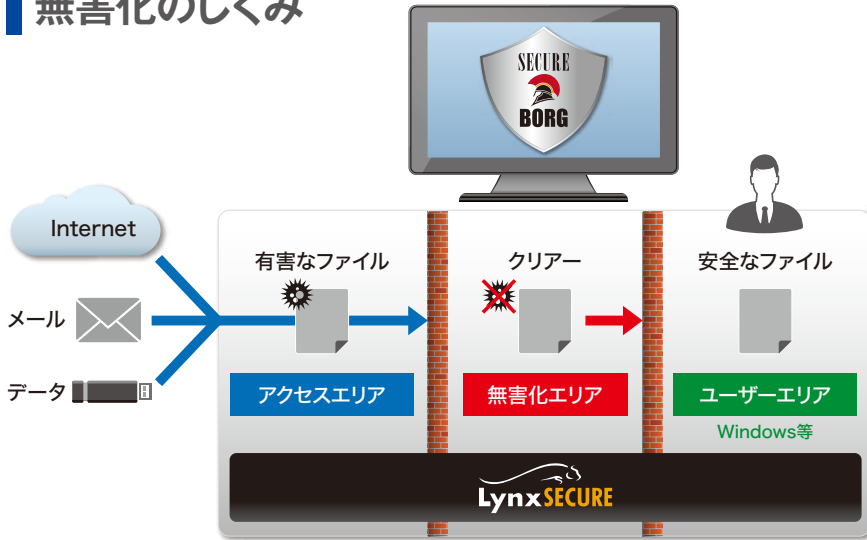 無害化のしくみ
SECURE
BORG
Internet
メール
データ
有害なファイル
クリアー
安全なファイル
アクセスエリア
無害化エリア
ユーザーエリア
Windows等
LynxSECURE